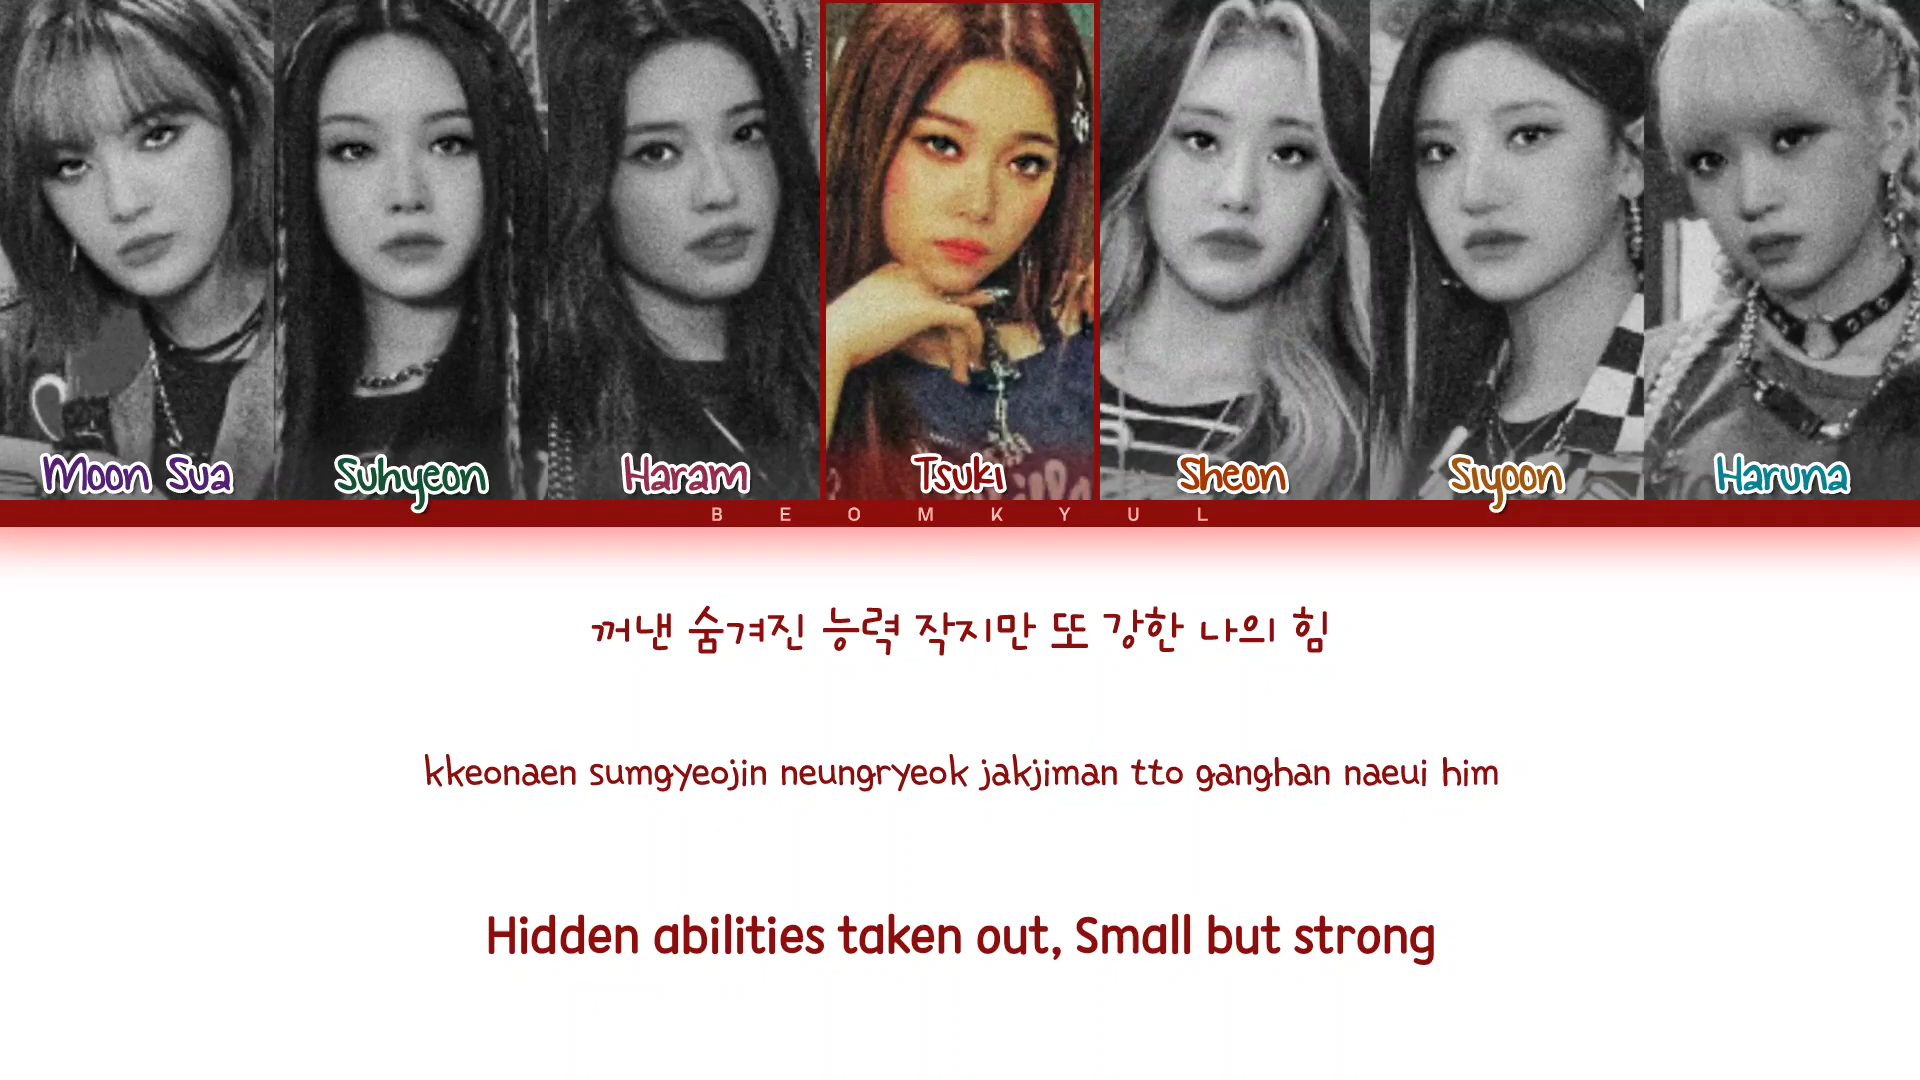 Moon Sua Suhyeon Haram Tsuki Sheon Siyoon Haruna
BEOMKYUL
꺼낸 숨겨진 능력 작지만 또 강한 나의 힘
kkeonaen sumgyeojin neungryeok jakjiman tto ganghan naeui him
Hidden abilities taken out, Small but strong